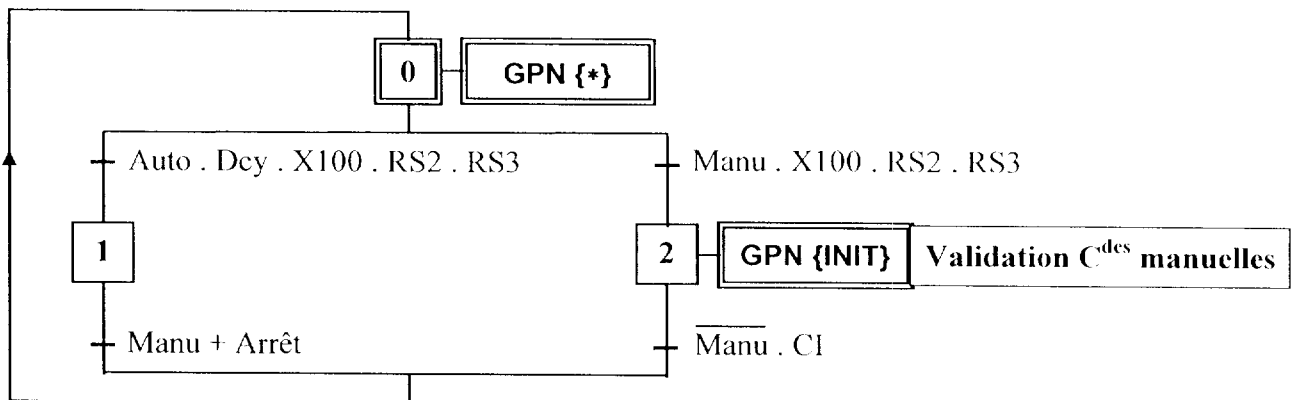 0 GPN {*}
Auto . Dcy . X100 . RS2 . RS3 Manu . X100 . RS2 . RS3
1 2 GPN {INIT} Validation Cdes manuelles
Manu + Arrêt Manu . CI